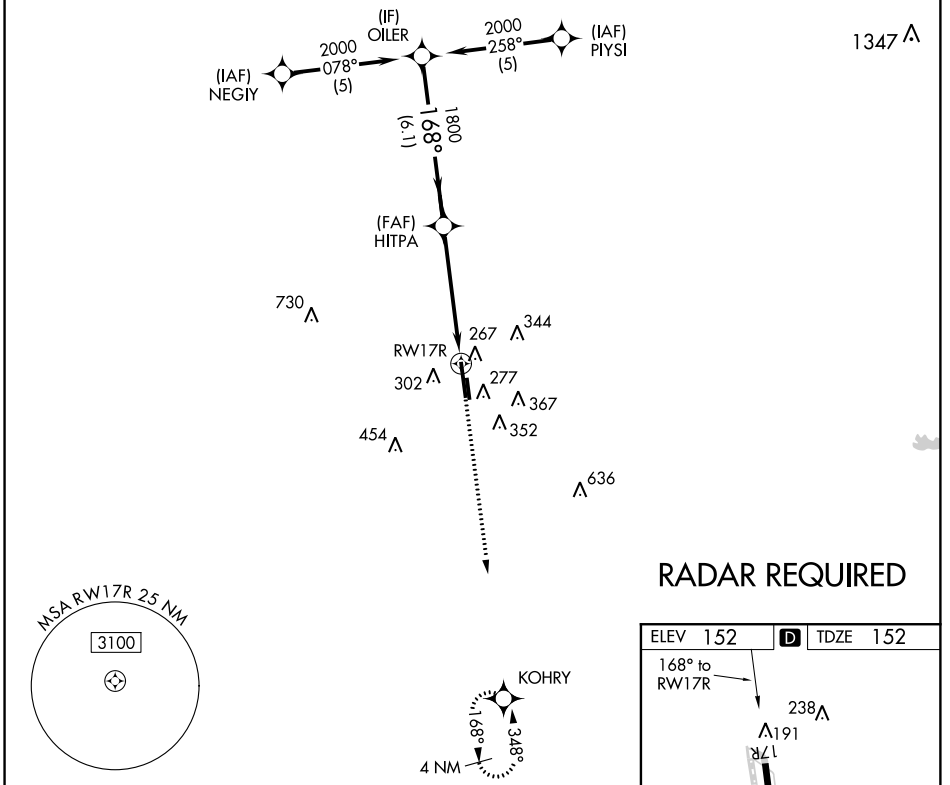 (IF)
OILER
2000
078°
(5)
2000
258°
(5)
(IAF)
PIYSI
1347
(IAF)
NEGIY
1800
168°
(6.1)
(FAF)
HITPA
730
267
344
RW17R
302
277
367
352
454
636
RADAR REQUIRED
MSA RW17R 25 NM
3100
KOHRY
168°
348°
4 NM
ELEV 152 D TDZE 152
168° to
RW17R
238
191
17R